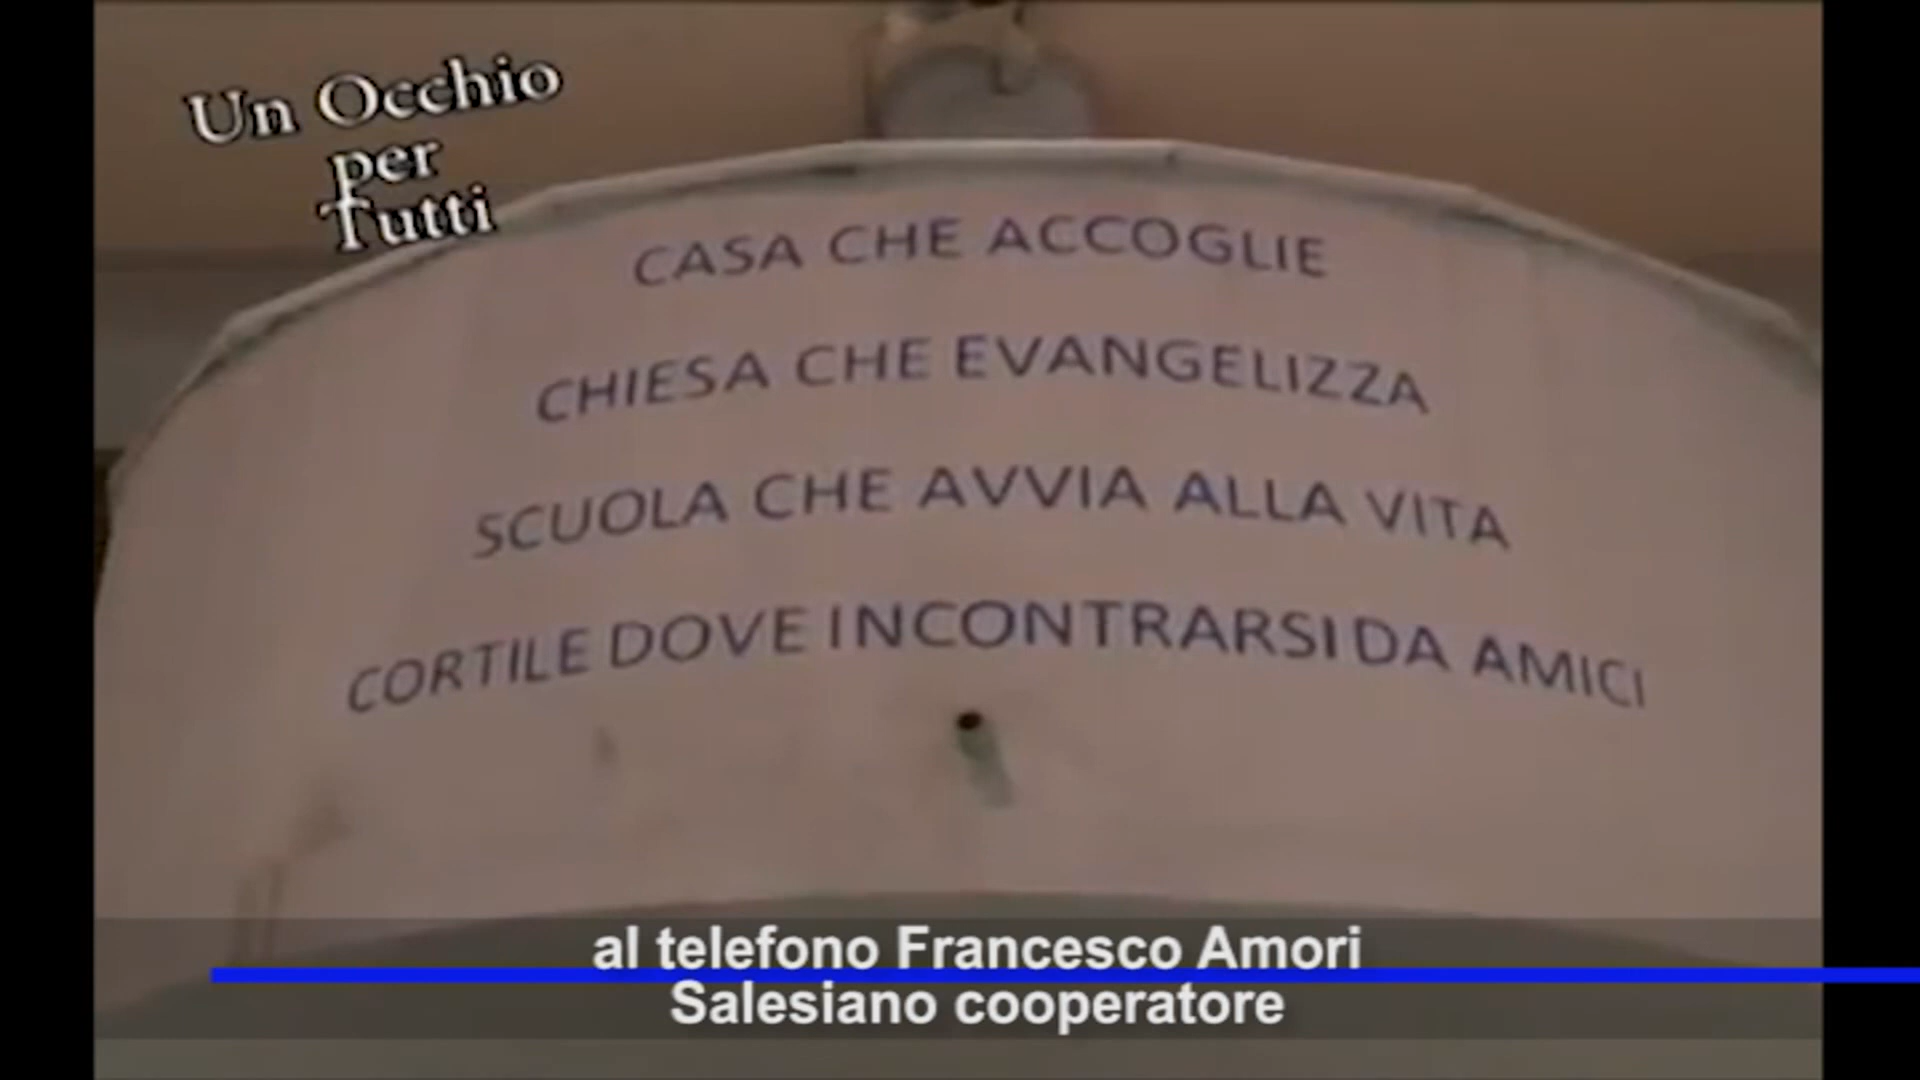 Un Occhio
per
Tutti
CASA CHE ACCOGLIE
CHIESA CHE EVANGELIZZA
SCUOLA CHE AVVIA ALLA VITA
CORTILE DOVE INCONTRARSI DA AMICI
al telefono Francesco Amori
Salesiano cooperatore